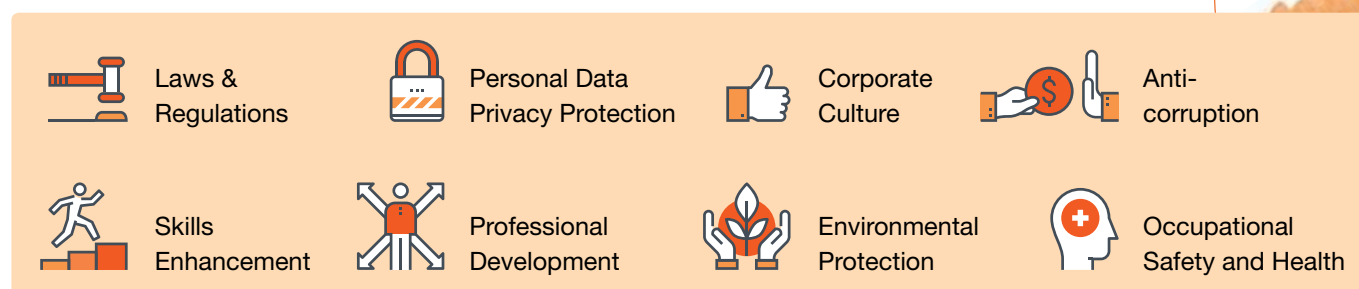 Laws &
Regulations
Personal Data
Privacy Protection
Corporate
Culture
$
Anti-
corruption
Skills
Enhancement
Professional
Development
Environmental
Protection
Occupational
Safety and Health